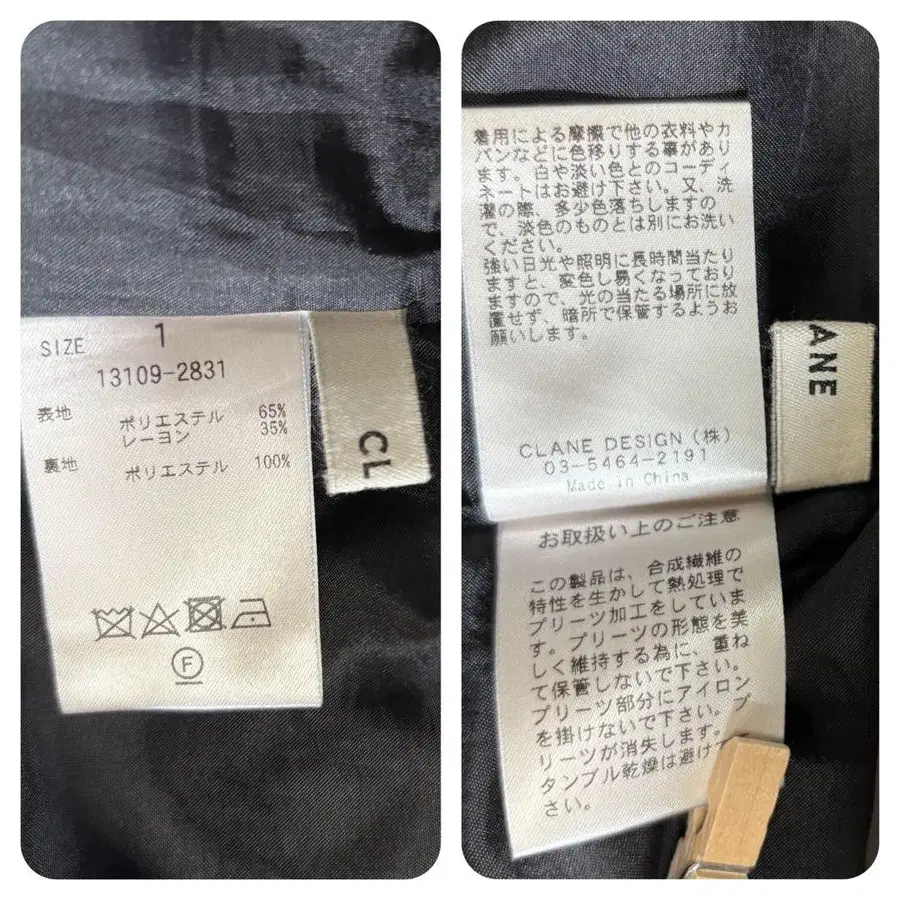 SIZE 1
13109-2831
表地 ポリエステル 65%
レーヨン 35%
裏地 ポリエステル 100%
F
CL
着用による摩擦で他の衣料やカ
バンなどに色移りする事があり
ます。白や淡い色とのコーディ
ネートはお避け下さい。又、洗
濯の際、多少色落ちしますの
で、淡色のものとは別にお洗い
ください。
強い日光や照明に長時間当たり
ますと、変色し易くなっており
ますので、光の当たる場所に放
置せず、暗所で保管するようお
願いします。
CLANE DESIGN (株)
03-5464-2191
Made in China
LANE
お取扱い上のご注意
この製品は、合成繊維の
特性を生かして熱処理で
プリーツ加工をしていま
す。プリーツの形態を美
しく維持する為に、重ね
て保管しないで下さい。
プリーツ部分にアイロン
を掛けないで下さい。プ
リーツが消失します。
タンブル乾燥は避けて
さい。